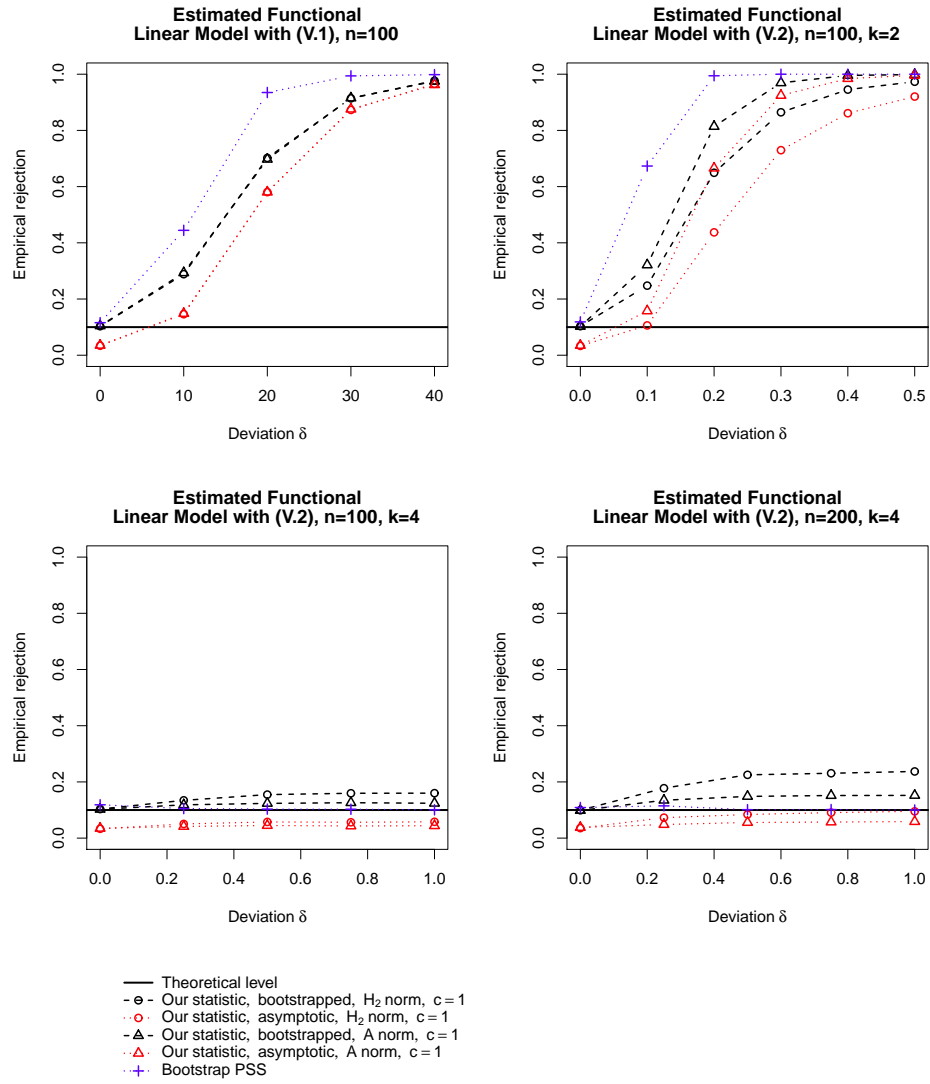 Estimated Functional
Linear Model with (V.1), n=100
Empirical rejection
0.0 0.2 0.4 0.6 0.8 1.0
0 10 20 30 40
Deviation δ
Estimated Functional
Linear Model with (V.2), n=100, k=2
Empirical rejection
0.0 0.2 0.4 0.6 0.8 1.0
0.0 0.1 0.2 0.3 0.4 0.5
Deviation δ
Estimated Functional
Linear Model with (V.2), n=100, k=4
Empirical rejection
0.0 0.2 0.4 0.6 0.8 1.0
0.0 0.2 0.4 0.6 0.8 1.0
Deviation δ
Estimated Functional
Linear Model with (V.2), n=200, k=4
Empirical rejection
0.0 0.2 0.4 0.6 0.8 1.0
0.0 0.2 0.4 0.6 0.8 1.0
Deviation δ
Theoretical level
Our statistic, bootstrapped, H₂ norm, c = 1
Our statistic, asymptotic, H₂ norm, c = 1
Our statistic, bootstrapped, A norm, c = 1
Our statistic, asymptotic, A norm, c = 1
Bootstrap PSS